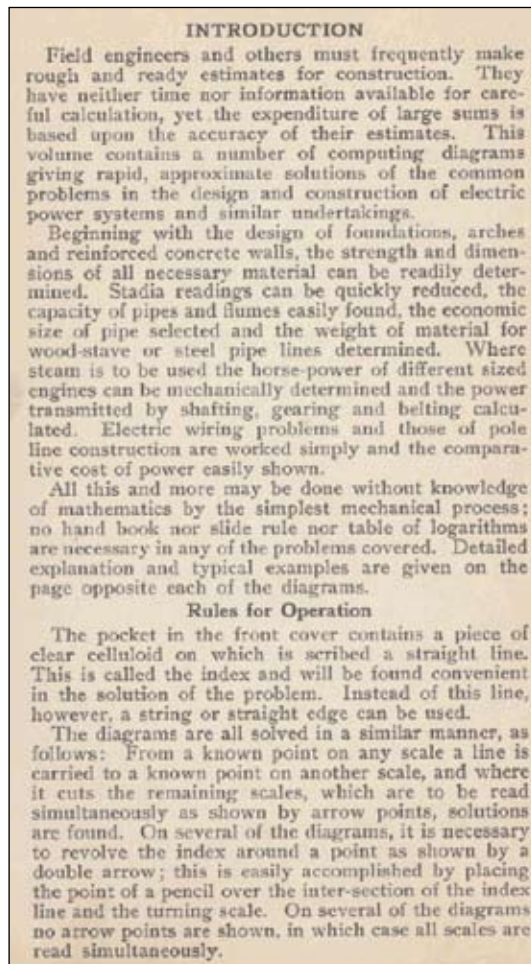 INTRODUCTION
Field engineers and others must frequently make
rough and ready estimates for construction. They
have neither time nor information available for care-
ful calculation, yet the expenditure of large sums is
based upon the accuracy of their estimates. This
volume contains a number of computing diagrams
giving rapid, approximate solutions of the common
problems in the design and construction of electric
power systems and similar undertakings.
Beginning with the design of foundations, arches
and reinforced concrete walls, the strength and dimen-
sions of all necessary material can be readily deter-
mined. Stadia readings can be quickly reduced, the
capacity of pipes and flumes easily found, the economic
size of pipe selected and the weight of material for
wood-stave or steel pipe lines determined. Where
steam is to be used the horse-power of different sized
engines can be mechanically determined and the power
transmitted by shafting, gearing and belting calcu-
lated. Electric wiring problems and those of pole
line construction are worked simply and the compara-
tive cost of power easily shown.
All this and more may be done without knowledge
of mathematics by the simplest mechanical process;
no hand book nor slide rule nor table of logarithms
are necessary in any of the problems covered. Detailed
explanation and typical examples are given on the
page opposite each of the diagrams.
Rules for Operation
The pocket in the front cover contains a piece of
clear celluloid on which is scribed a straight line.
This is called the index and will be found convenient
in the solution of the problem. Instead of this line,
however, a string or straight edge can be used.
The diagrams are all solved in a similar manner, as
follows: From a known point on any scale a line is
carried to a known point on another scale, and where
it cuts the remaining scales, which are to be read
simultaneously as shown by arrow points, solutions
are found. On several of the diagrams, it is necessary
to revolve the index around a point as shown by a
double arrow; this is easily accomplished by placing
the point of a pencil over the inter-section of the index
line and the turning scale. On several of the diagrams
no arrow points are shown, in which case all scales are
read simultaneously.